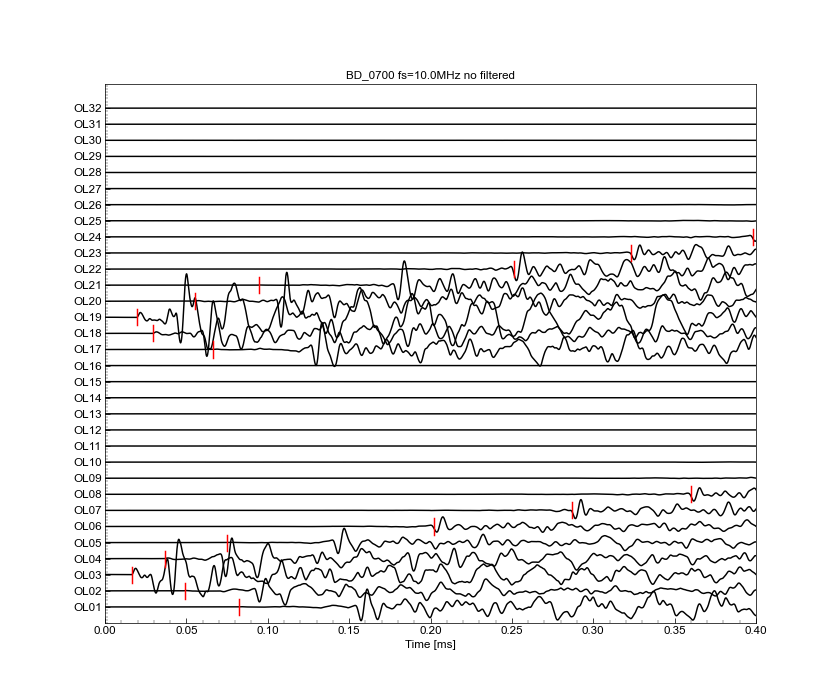 BD_0700 fs=10.0MHz no filtered
OL32
OL31
OL30
OL29
OL28
OL27
OL26
OL25
OL24
OL23
OL22
OL21
OL20
OL19
OL18
OL17
OL16
OL15
OL14
OL13
OL12
OL11
OL10
OL09
OL08
OL07
OL06
OL05
OL04
OL03
OL02
OL01
0.00 0.05 0.10 0.15 0.20 0.25 0.30 0.35 0.40
Time [ms]